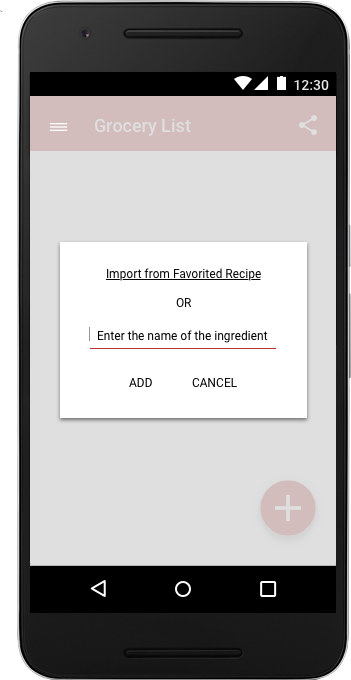 12:30
Grocery List
Import from Favorited Recipe
OR
Enter the name of the ingredient
ADD CANCEL